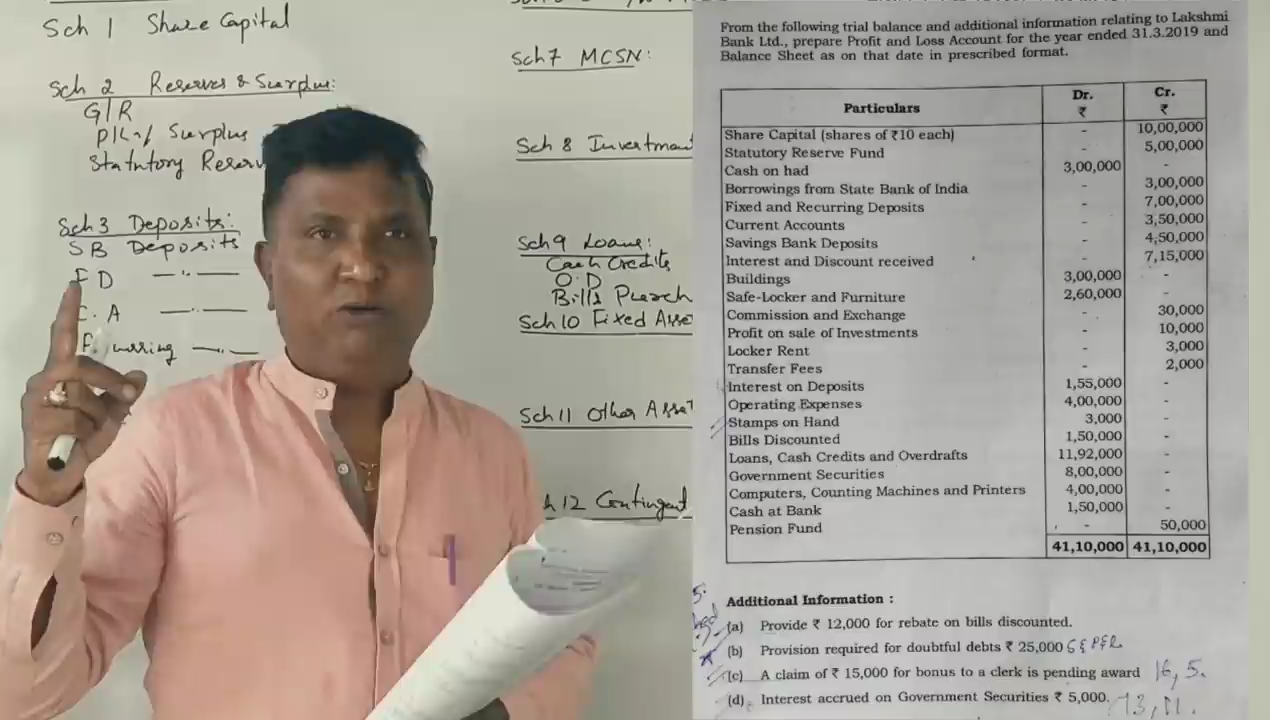 Sch 1 Share Capital
Sch 2 Reserves & Surplus:
G/R
P/L a/c Surplus
Statutory Reserv
Sch 3 Deposits:
SB Deposits
FD
C. A
Sch 7 MCSN:
Sch 8 Investment
Sch 9 Loans:
Cash Credits
O.D
Bills Purch
Sch 10 Fixed Asse
Sch 11 Other Asset
h 12 Contingent
From the following trial balance and additional information relating to Lakshmi
Bank Ltd., prepare Profit and Loss Account for the year ended 31.3.2019 and
Balance Sheet as on that date in prescribed format.
Particulars Dr. ₹ Cr. ₹
Share Capital (shares of ₹10 each) - 10,00,000
Statutory Reserve Fund - 5,00,000
Cash on had 3,00,000 -
Borrowings from State Bank of India - 3,00,000
Fixed and Recurring Deposits - 7,00,000
Current Accounts - 3,50,000
Savings Bank Deposits - 4,50,000
Interest and Discount received - 7,15,000
Buildings 3,00,000 -
Safe-Locker and Furniture 2,60,000 -
Commission and Exchange - 30,000
Profit on sale of Investments - 10,000
Locker Rent - 3,000
Transfer Fees - 2,000
Interest on Deposits 1,55,000 -
Operating Expenses 4,00,000 -
Stamps on Hand 3,000 -
Bills Discounted 1,50,000 -
Loans, Cash Credits and Overdrafts 11,92,000 -
Government Securities 8,00,000 -
Computers, Counting Machines and Printers 4,00,000 -
Cash at Bank 1,50,000 -
Pension Fund - 50,000
41,10,000 41,10,000
Additional Information :
(a) Provide ₹ 12,000 for rebate on bills discounted.
(b) Provision required for doubtful debts ₹ 25,000
(c) A claim of ₹ 15,000 for bonus to a clerk is pending award 16, 5.
(d) Interest accrued on Government Securities ₹ 5,000. 13, 11.